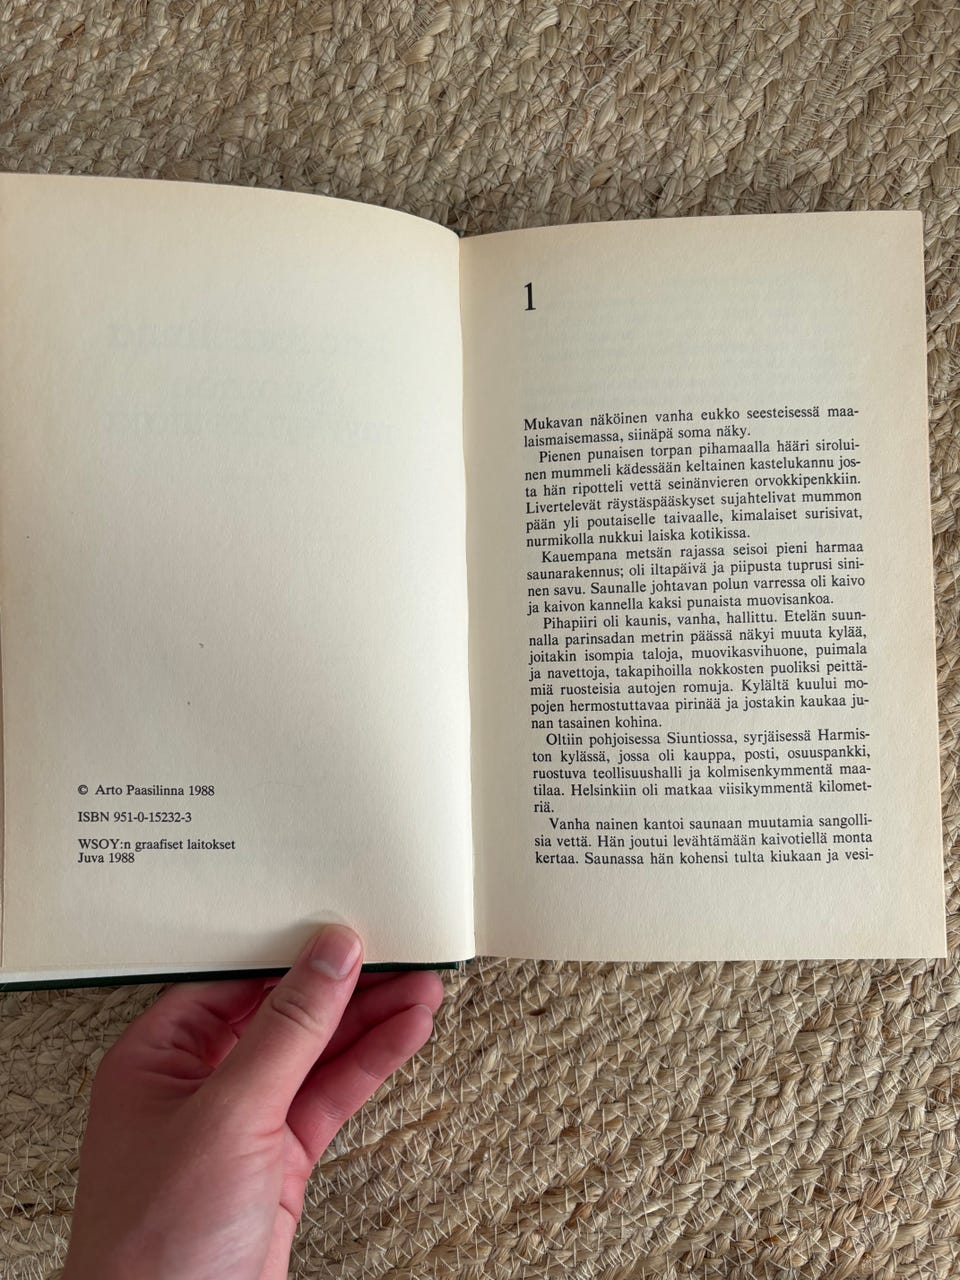 © Arto Paasilinna 1988
ISBN 951-0-15232-3
WSOY:n graafiset laitokset
Juva 1988
1
Mukavan näköinen vanha eukko seesteisessä maa-
laismaisemassa, siinäpä soma näky.
Pienen punaisen torpan pihamaalla hääri sirolui-
nen mummeli kädessään keltainen kastelukannu jos-
ta hän ripotteli vettä seinänvieren orvokkipenkkiin.
Livertelevät räystäspääskyset sujahtelivat mummon
pään yli poutaiselle taivaalle, kimalaiset surisivat,
nurmikolla nukkui laiska kotikissa.
Kauempana metsän rajassa seisoi pieni harmaa
saunarakennus; oli iltapäivä ja piipusta tuprusi sini-
nen savu. Saunalle johtavan polun varressa oli kaivo
ja kaivon kannella kaksi punaista muovisankoa.
Pihapiiri oli kaunis, vanha, hallittu. Etelän suun-
nalla parinsadan metrin päässä näkyi muuta kylää,
joitakin isompia taloja, muovikasvihuone, puimala
ja navettoja, takapihoilla nokkosten puoliksi peittä-
miä ruosteisia autojen romuja. Kylältä kuului mo-
pojen hermostuttavaa pirinää ja jostakin kaukaa ju-
nan tasainen kohina.
Oltiin pohjoisessa Siuntiossa, syrjäisessä Harmis-
ton kylässä, jossa oli kauppa, posti, osuuspankki,
ruostuva teollisuushalli ja kolmisenkymmentä maa-
tilaa. Helsinkiin oli matkaa viisikymmentä kilomet-
riä.
Vanha nainen kantoi saunaan muutamia sangolli-
sia vettä. Hän joutui levähtämään kaivotiellä monta
kertaa. Saunassa hän kohensi tulta kiukaan ja vesi-